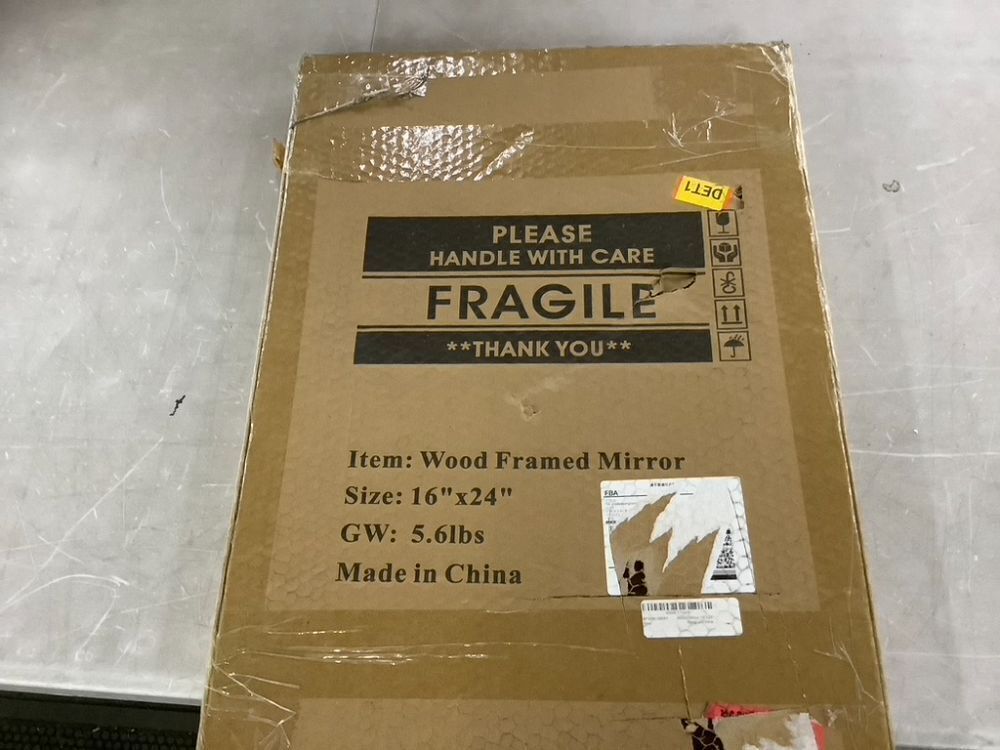 DET1
PLEASE
HANDLE WITH CARE
FRAGILE
**THANK YOU**
Item: Wood Framed Mirror
Size: 16"x24"
GW: 5.6lbs
Made in China
FBA